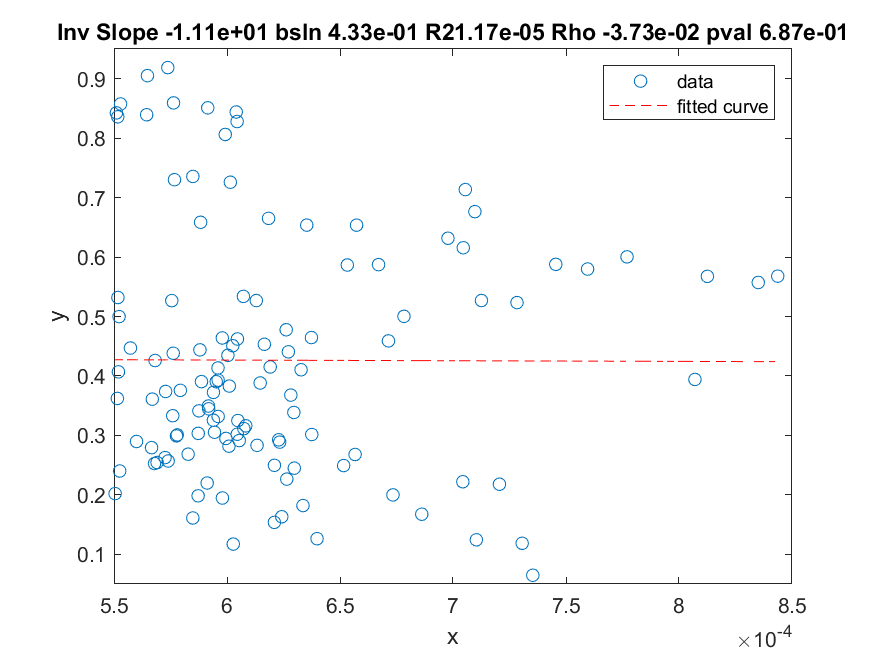 Inv Slope -1.11e+01 bsln 4.33e-01 R21.17e-05 Rho -3.73e-02 pval 6.87e-01
data
fitted curve
0.9
0.8
0.7
0.6
0.5
0.4
0.3
0.2
0.1
y
5.5 6 6.5 7 7.5 8 8.5
x
×10⁻⁴